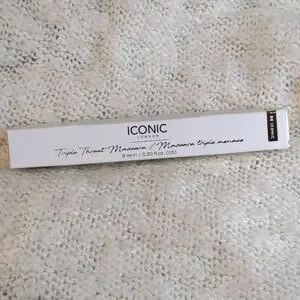 ICONIC
LONDON
Triple Threat Mascara / Mascara triple menace
9 ml ℮ / 0.30 fl.oz. (US)